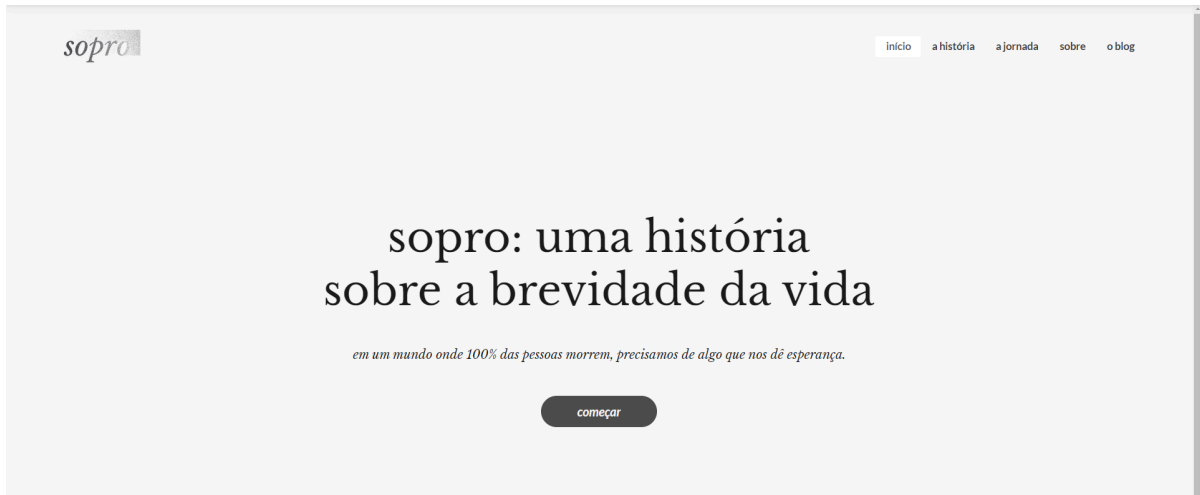 sopro
início
a história
a jornada
sobre
o blog
sopro: uma história
sobre a brevidade da vida
em um mundo onde 100% das pessoas morrem, precisamos de algo que nos dê esperança.
começar